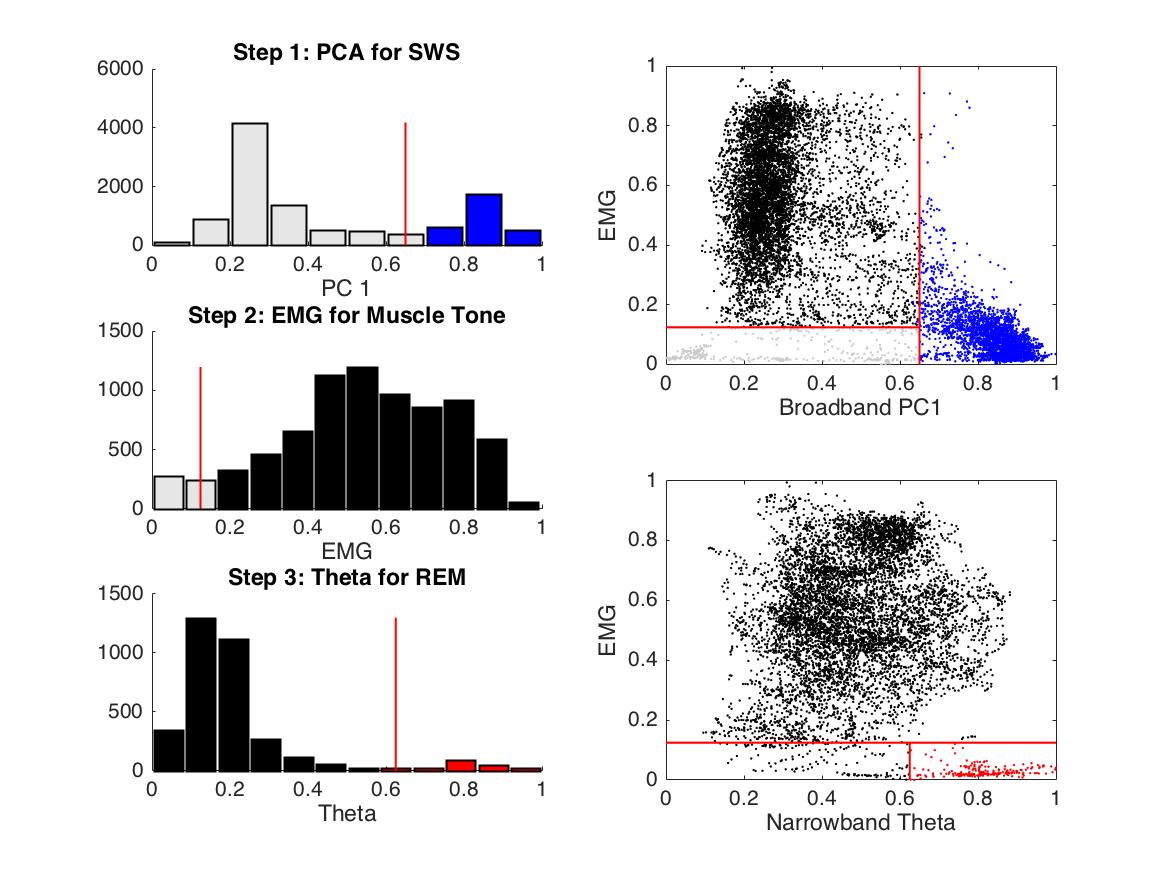 Step 1: PCA for SWS
6000
4000
2000
0
0 0.2 0.4 0.6 0.8 1
PC 1
Step 2: EMG for Muscle Tone
1500
1000
500
0
0 0.2 0.4 0.6 0.8 1
EMG
Step 3: Theta for REM
1500
1000
500
0
0 0.2 0.4 0.6 0.8 1
Theta
1
0.8
0.6
0.4
0.2
0
EMG
0 0.2 0.4 0.6 0.8 1
Broadband PC1
1
0.8
0.6
0.4
0.2
0
EMG
0 0.2 0.4 0.6 0.8 1
Narrowband Theta